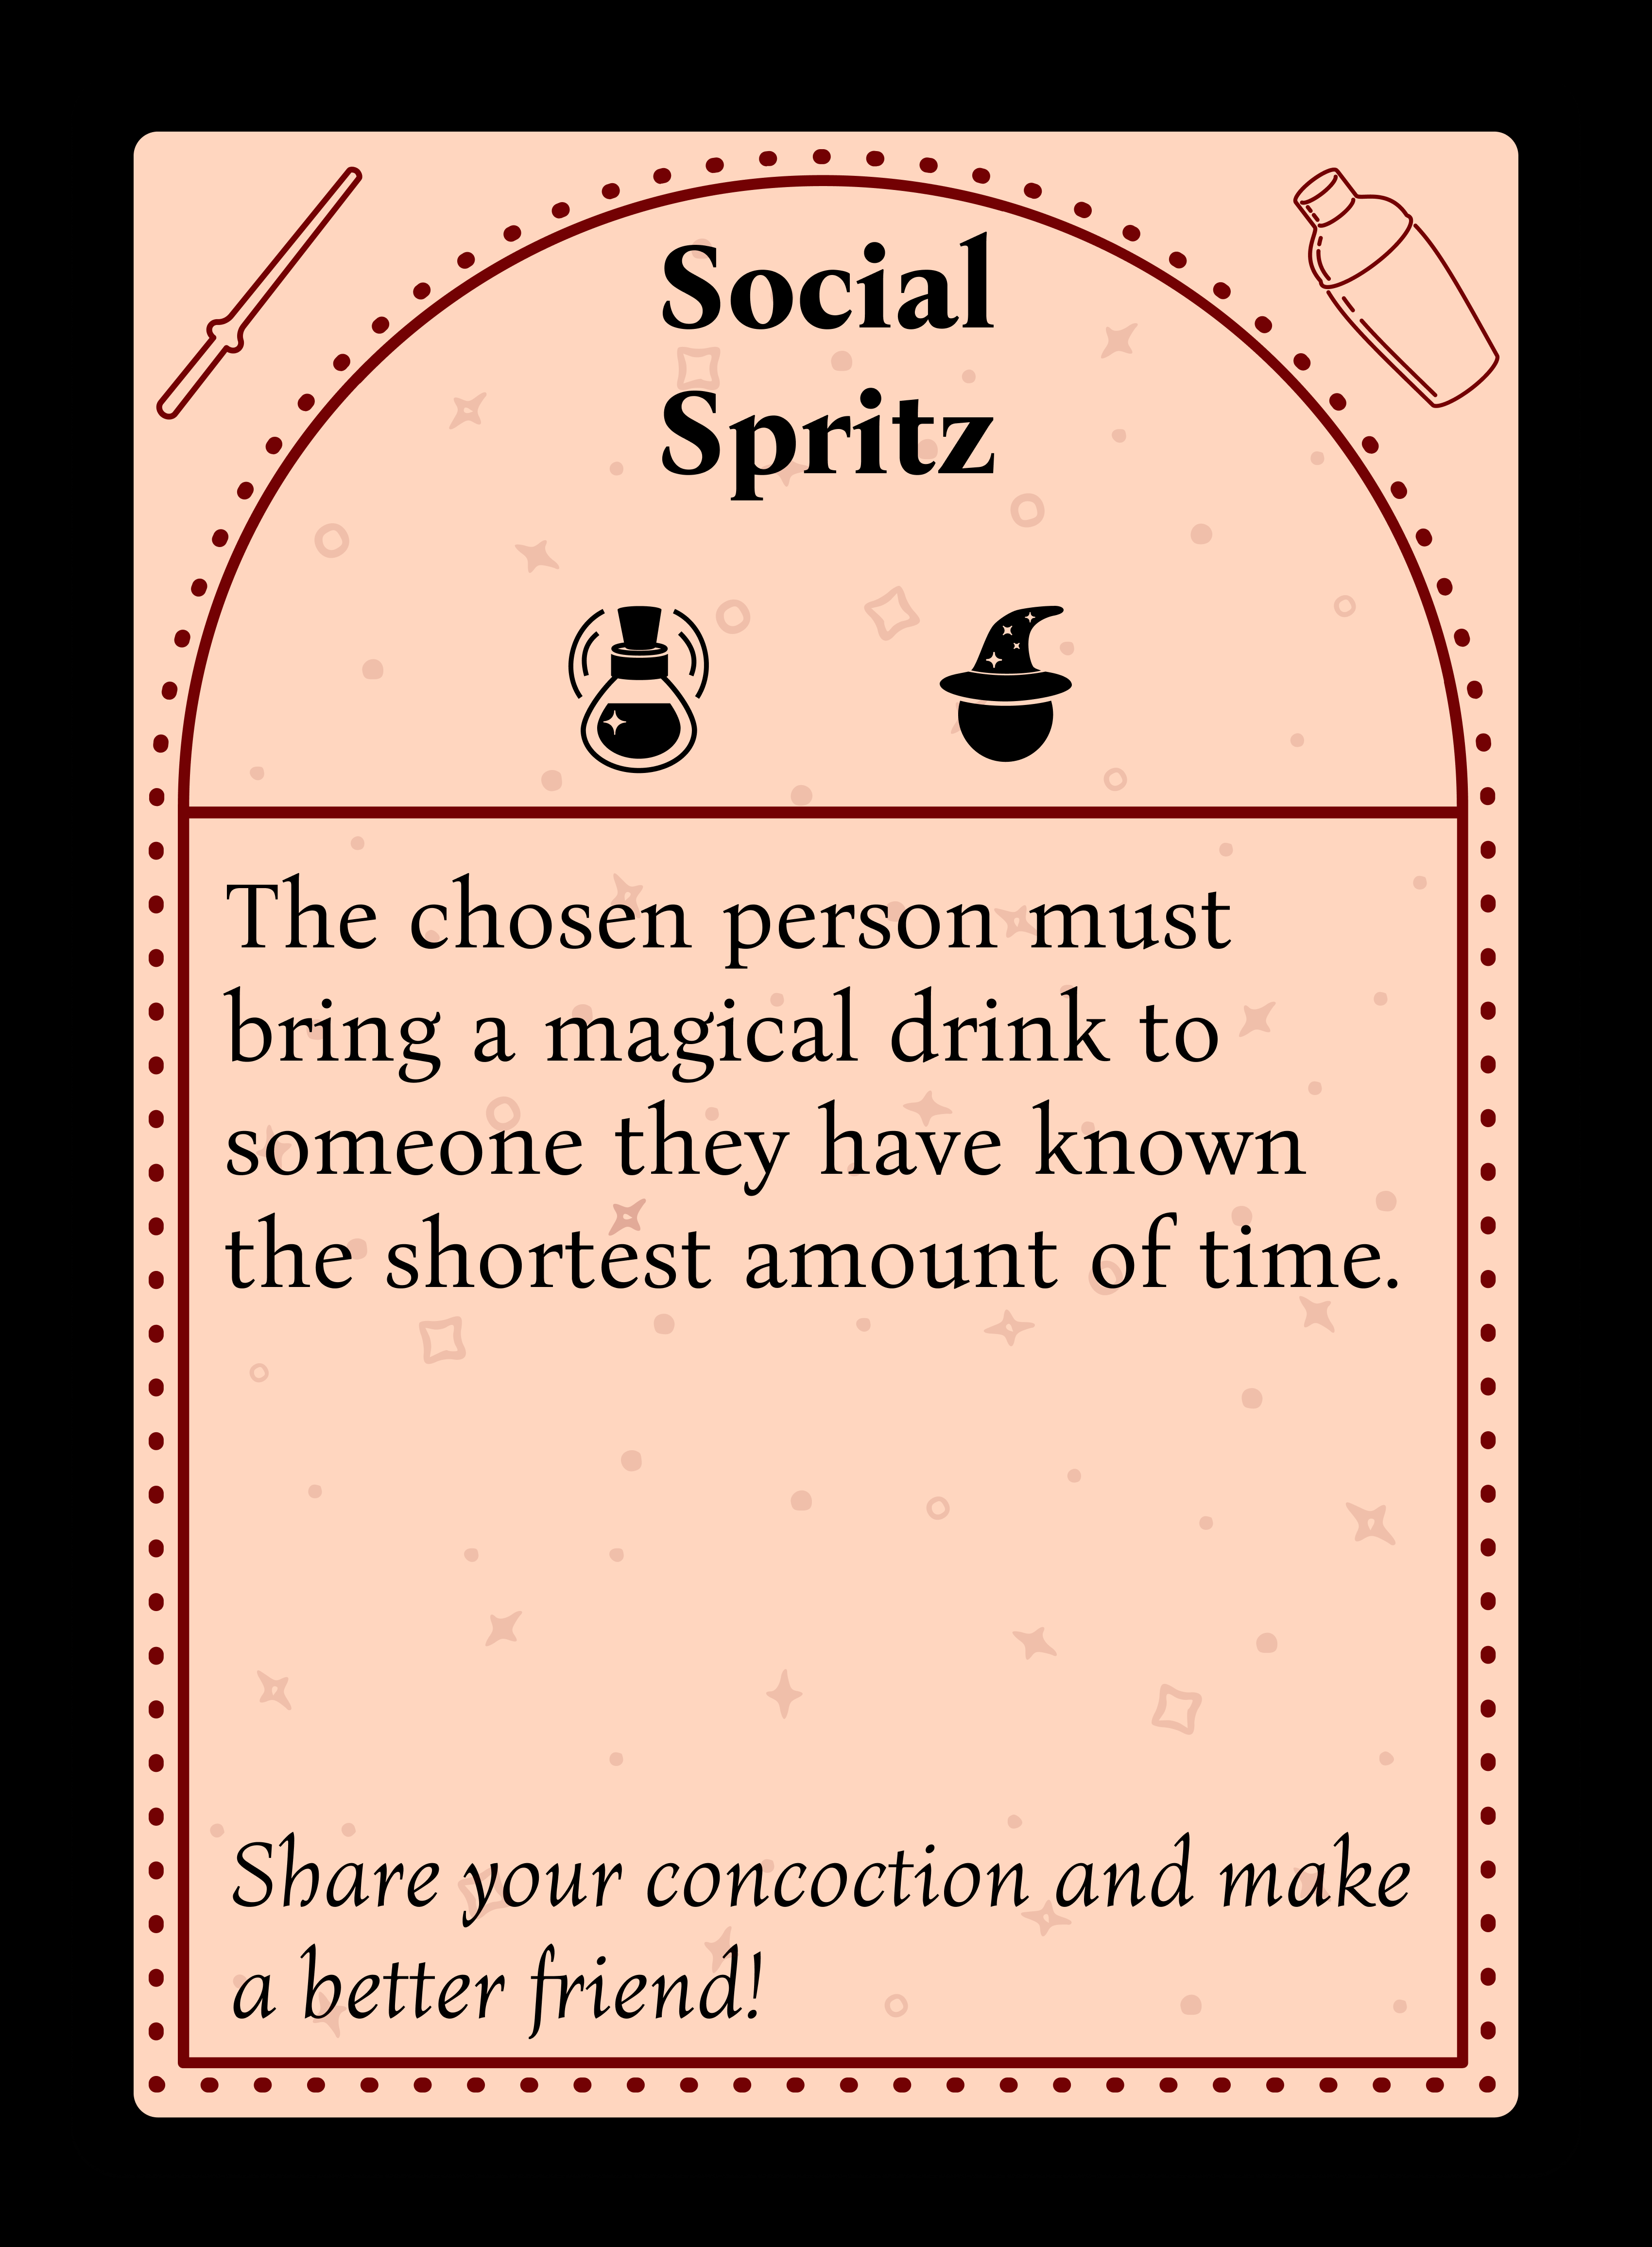 Social
Spritz
The chosen person must
bring a magical drink to
someone they have known
the shortest amount of time.
Share your concoction and make
a better friend!